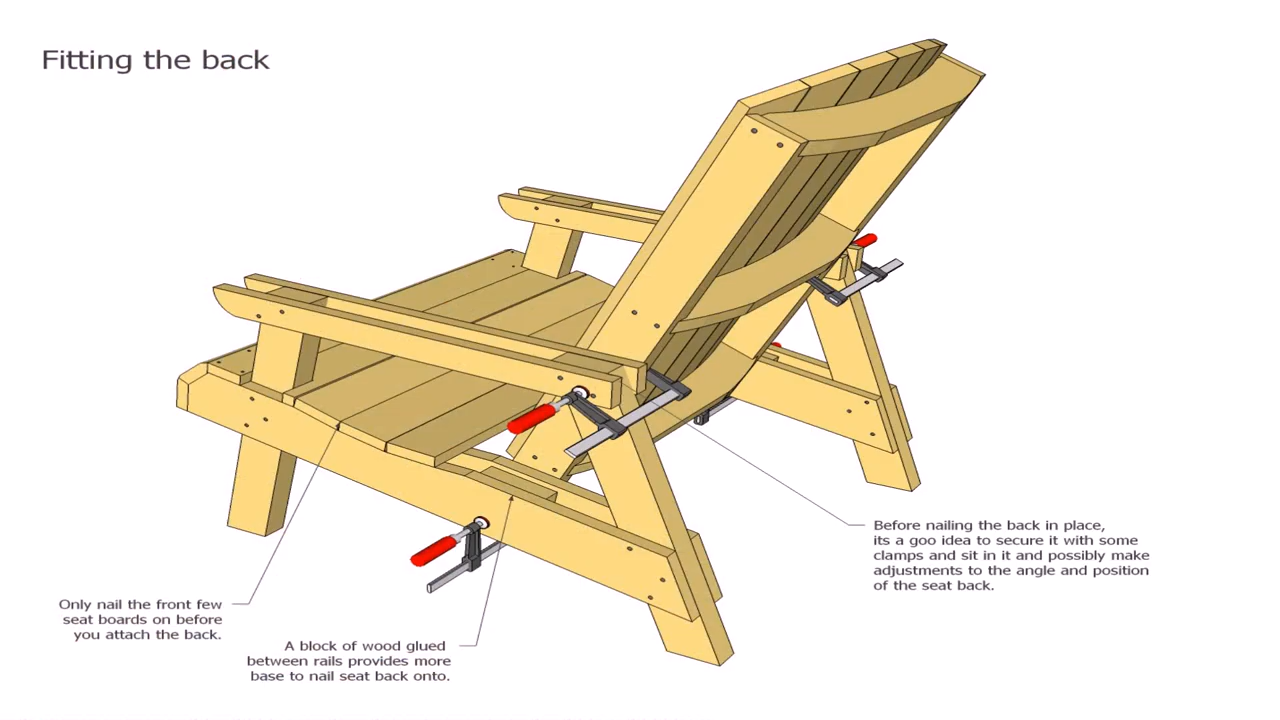 Fitting the back
Before nailing the back in place,
its a goo idea to secure it with some
clamps and sit in it and possibly make
adjustments to the angle and position
of the seat back.
Only nail the front few
seat boards on before
you attach the back.
A block of wood glued
between rails provides more
base to nail seat back onto.